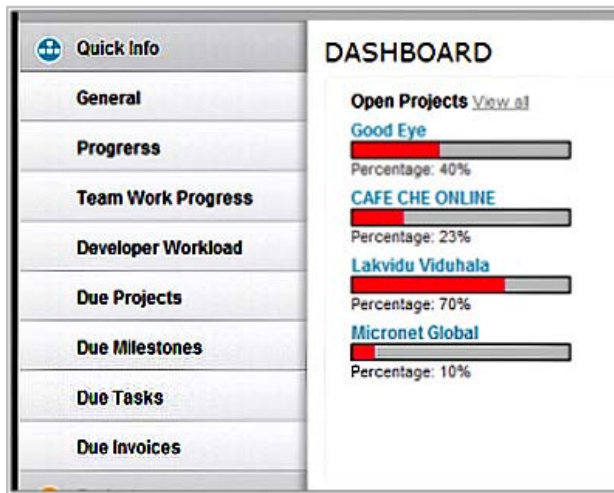 Quick Info
General
Progrerss
Team Work Progress
Developer Workload
Due Projects
Due Milestones
Due Tasks
Due Invoices
DASHBOARD
Open Projects View all
Good Eye
Percentage: 40%
CAFE CHE ONLINE
Percentage: 23%
Lakvidu Viduhala
Percentage: 70%
Micronet Global
Percentage: 10%